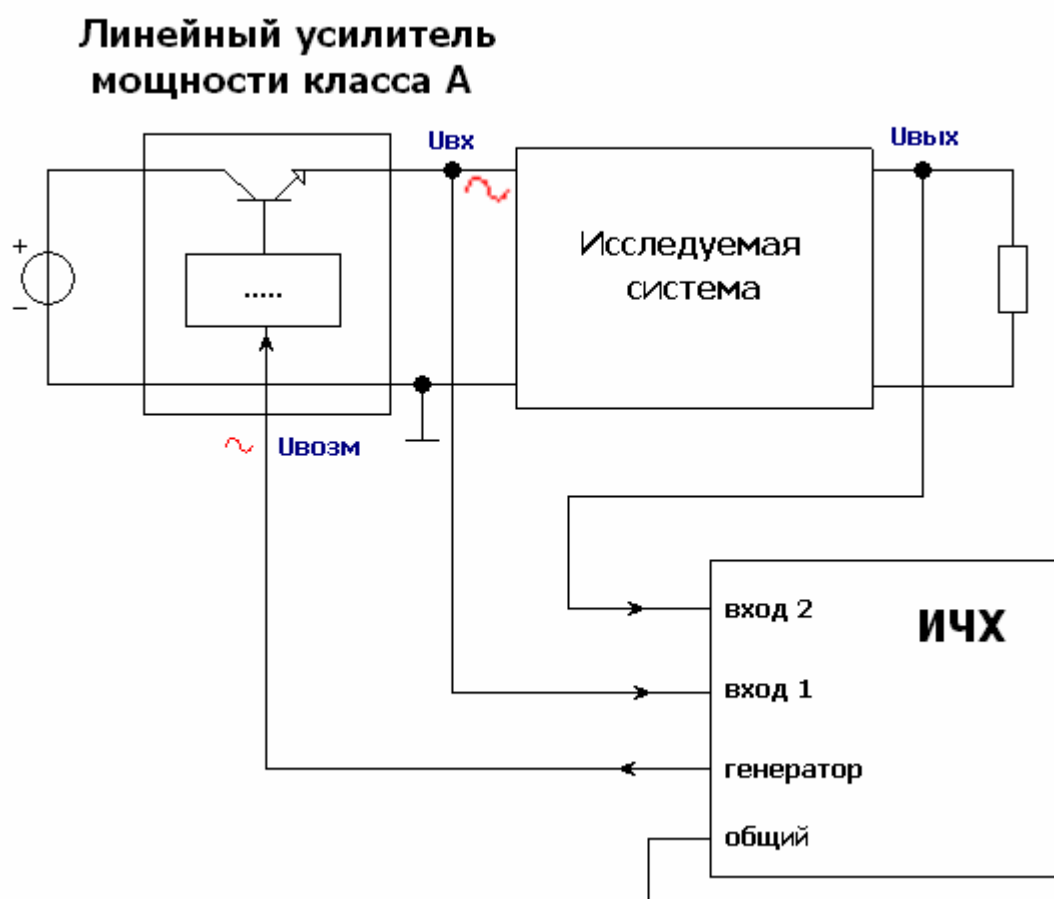 Линейный усилитель
мощности класса А
Uвх
Uвых
+
-
.....
Исследуемая
система
Uвозм
вход 2
ИЧХ
вход 1
генератор
общий